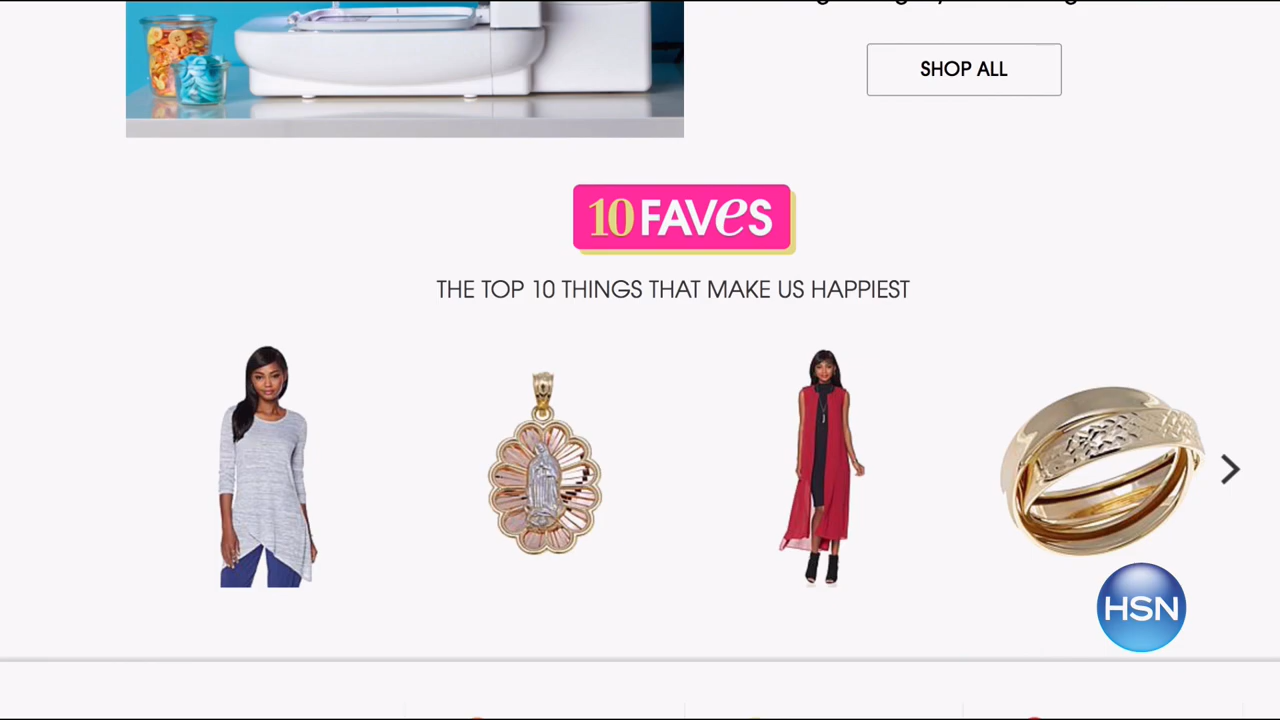 SHOP ALL
10 FAVeS
THE TOP 10 THINGS THAT MAKE US HAPPIEST
HSN